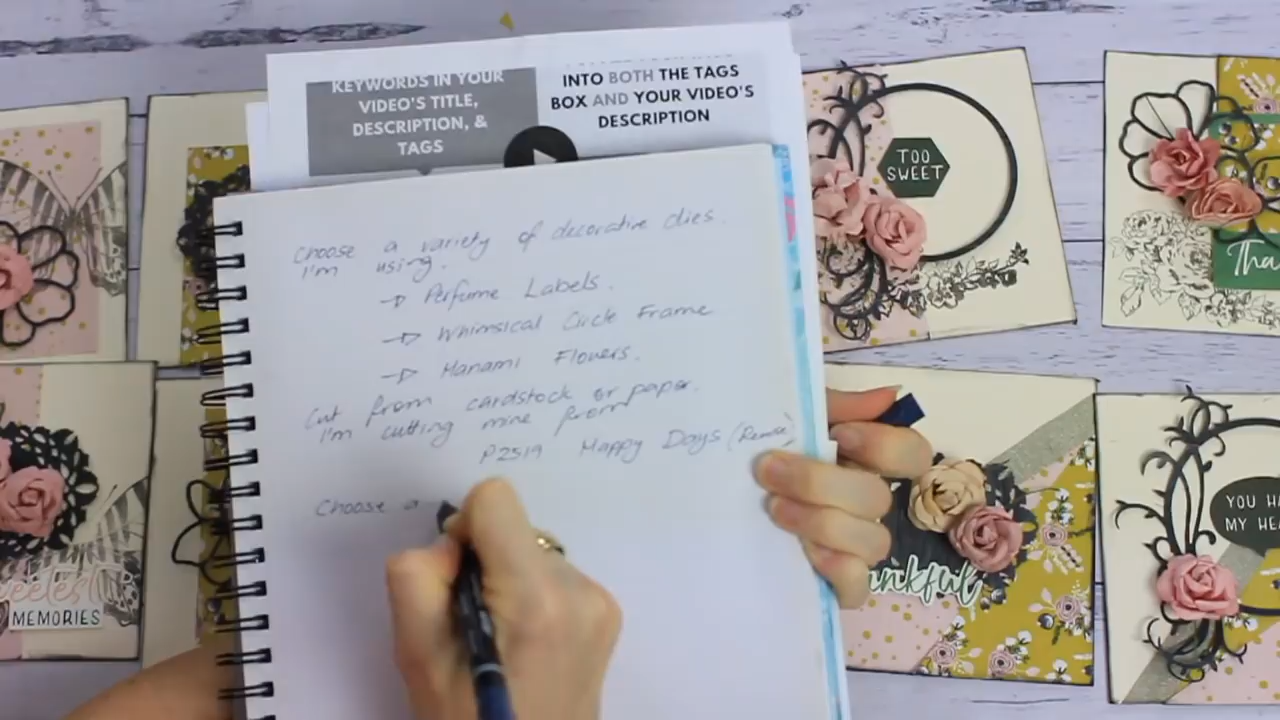 KEYWORDS IN YOUR
VIDEO'S TITLE,
DESCRIPTION, &
TAGS
INTO BOTH THE TAGS
BOX AND YOUR VIDEO'S
DESCRIPTION
Choose a variety of decorative dies.
I'm using.
→ Perfume Labels.
→ Whimsical Circle Frame
→ Hanami Flowers.
Cut from cardstock or paper.
I'm cutting mine from
P2519 Happy Days
Choose a
TOO
SWEET
Tha
MEMORIES
nkful
YOU HA
MY HEA